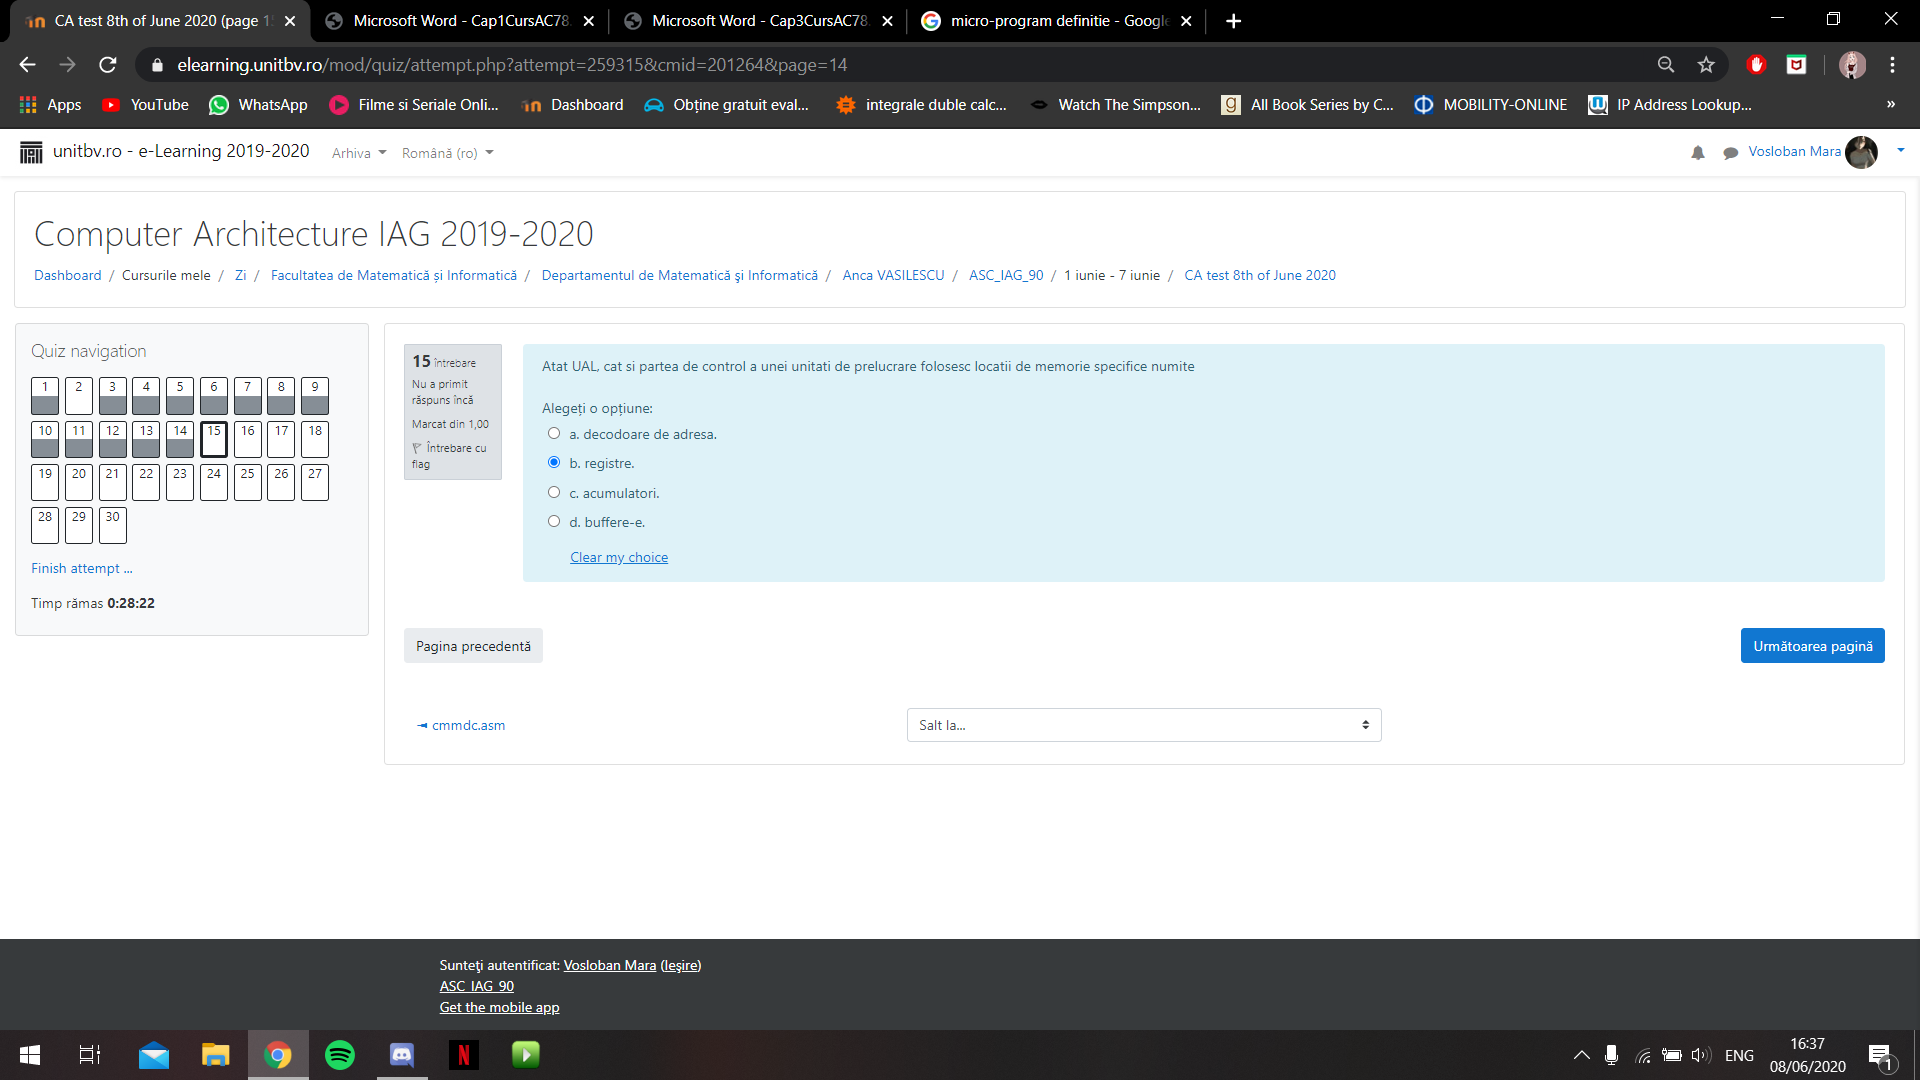 CA test 8th of June 2020 (page 15
Microsoft Word - Cap1CursAC78.
Microsoft Word - Cap3CursAC78.
micro-program definitie - Google
elearning.unitbv.ro/mod/quiz/attempt.php?attempt=259315&cmid=201264&page=14
Apps
YouTube
WhatsApp
Filme si Seriale Onli...
Dashboard
Obține gratuit eval...
integrale duble calc...
Watch The Simpson...
All Book Series by C...
MOBILITY-ONLINE
IP Address Lookup...
»
unitbv.ro - e-Learning 2019-2020
Arhiva
Română (ro)
Vosloban Mara
Computer Architecture IAG 2019-2020
Dashboard / Cursurile mele / Zi / Facultatea de Matematică și Informatică / Departamentul de Matematică şi Informatică / Anca VASILESCU / ASC_IAG_90 / 1 iunie - 7 iunie / CA test 8th of June 2020
Quiz navigation
1 2 3 4 5 6 7 8 9
10 11 12 13 14 15 16 17 18
19 20 21 22 23 24 25 26 27
28 29 30
Finish attempt ...
Timp rămas 0:28:22
15 întrebare
Nu a primit
răspuns încă
Marcat din 1,00
Întrebare cu
flag
Atat UAL, cat si partea de control a unei unitati de prelucrare folosesc locatii de memorie specifice numite
Alegeți o opțiune:
a. decodoare de adresa.
b. registre.
c. acumulatori.
d. buffere-e.
Clear my choice
Pagina precedentă
Următoarea pagină
◄ cmmdc.asm
Salt la...
Sunteţi autentificat: Vosloban Mara (Ieşire)
ASC_IAG_90
Get the mobile app
ENG
16:37
08/06/2020
1